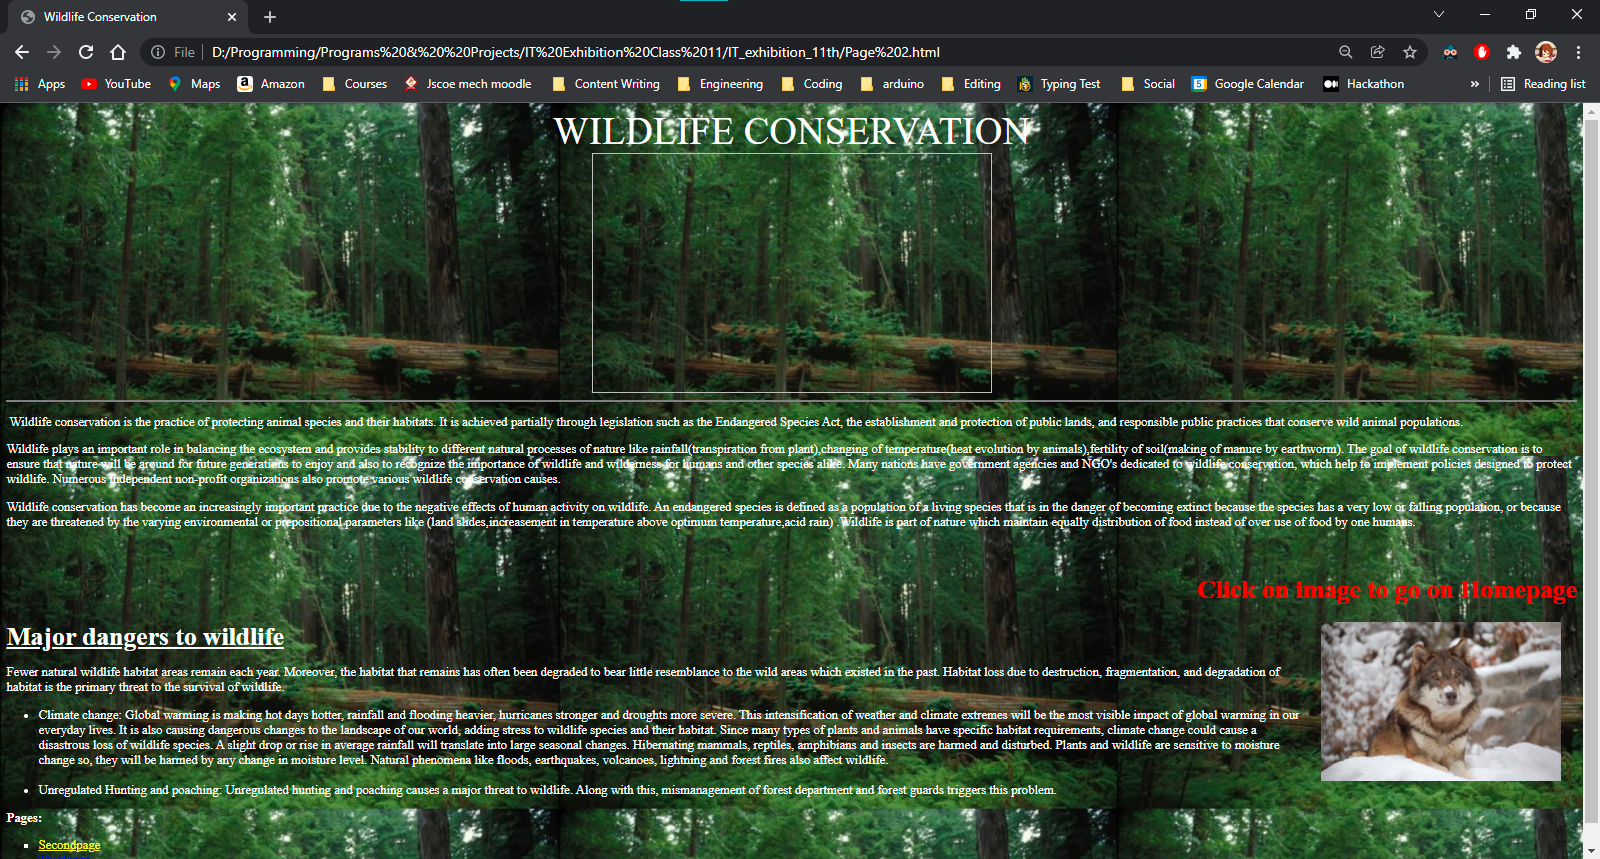 Wildlife Conservation
File D:/Programming/Programs%20&%20%20Projects/IT%20Exhibition%20Class%2011/IT_exhibition_11th/Page%202.html
Apps YouTube Maps Amazon Courses Jscoe mech moodle Content Writing Engineering Coding arduino Editing Typing Test Social 5 Google Calendar Hackathon » Reading list
WILDLIFE CONSERVATION
Wildlife conservation is the practice of protecting animal species and their habitats. It is achieved partially through legislation such as the Endangered Species Act, the establishment and protection of public lands, and responsible public practices that conserve wild animal populations.
Wildlife plays an important role in balancing the ecosystem and provides stability to different natural processes of nature like rainfall(transpiration from plant),changing of temperature(heat evolution by animals),fertility of soil(making of manure by earthworm). The goal of wildlife conservation is to
ensure that nature will be around for future generations to enjoy and also to recognize the importance of wildlife and wilderness for humans and other species alike. Many nations have government agencies and NGO's dedicated to wildlife conservation, which help to implement policies designed to protect
wildlife. Numerous independent non-profit organizations also promote various wildlife conservation causes.
Wildlife conservation has become an increasingly important practice due to the negative effects of human activity on wildlife. An endangered species is defined as a population of a living species that is in the danger of becoming extinct because the species has a very low or falling population, or because
they are threatened by the varying environmental or prepositional parameters like (land slides,increasement in temperature above optimum temperature,acid rain) .Wildlife is part of nature which maintain equally distribution of food instead of over use of food by one humans.
Click on image to go on Homepage
Major dangers to wildlife
Fewer natural wildlife habitat areas remain each year. Moreover, the habitat that remains has often been degraded to bear little resemblance to the wild areas which existed in the past. Habitat loss due to destruction, fragmentation, and degradation of
habitat is the primary threat to the survival of wildlife.
Climate change: Global warming is making hot days hotter, rainfall and flooding heavier, hurricanes stronger and droughts more severe. This intensification of weather and climate extremes will be the most visible impact of global warming in our
everyday lives. It is also causing dangerous changes to the landscape of our world, adding stress to wildlife species and their habitat. Since many types of plants and animals have specific habitat requirements, climate change could cause a
disastrous loss of wildlife species. A slight drop or rise in average rainfall will translate into large seasonal changes. Hibernating mammals, reptiles, amphibians and insects are harmed and disturbed. Plants and wildlife are sensitive to moisture
change so, they will be harmed by any change in moisture level. Natural phenomena like floods, earthquakes, volcanoes, lightning and forest fires also affect wildlife.
Unregulated Hunting and poaching: Unregulated hunting and poaching causes a major threat to wildlife. Along with this, mismanagement of forest department and forest guards triggers this problem.
Pages:
Secondpage